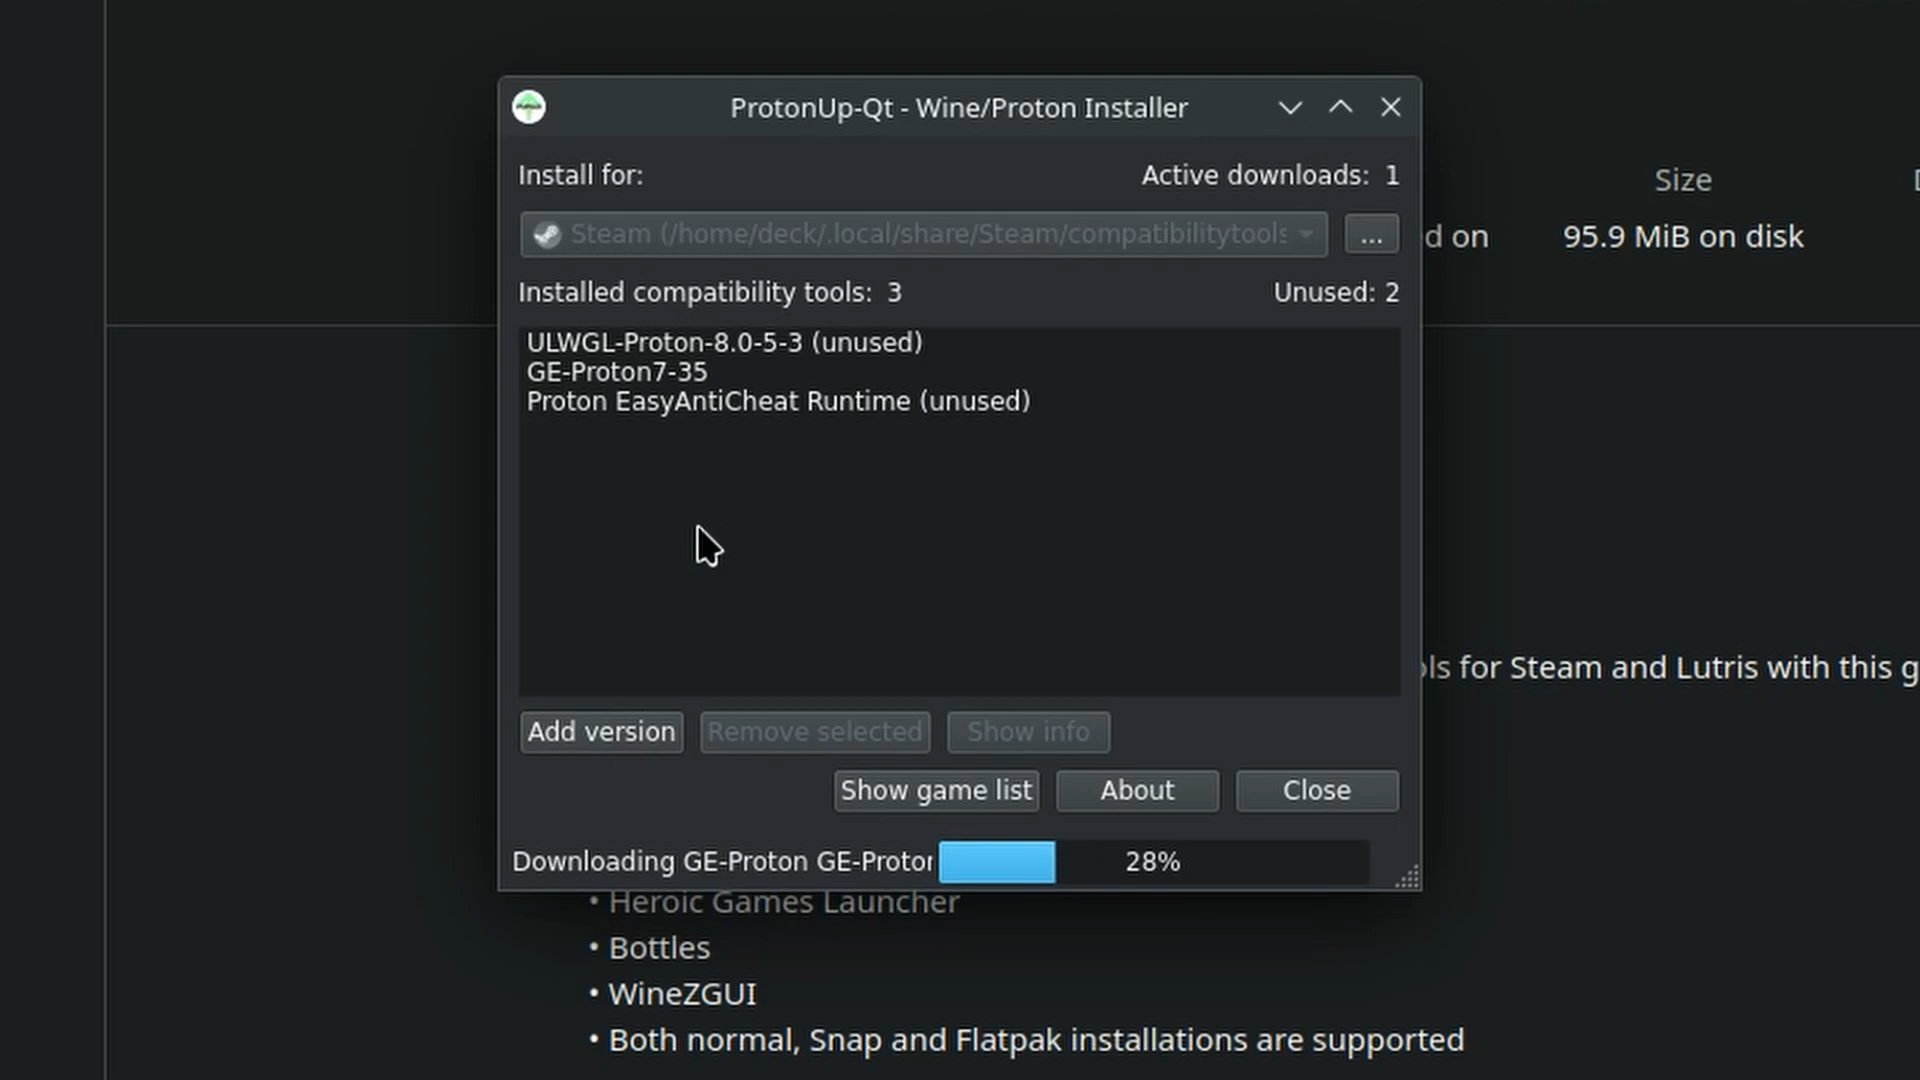 ProtonUp-Qt - Wine/Proton Installer
Install for:
Active downloads: 1
Size
Steam (/home/deck/.local/share/Steam/compatibilitytools
...
d on
95.9 MiB on disk
Installed compatibility tools: 3
Unused: 2
ULWGL-Proton-8.0-5-3 (unused)
GE-Proton7-35
Proton EasyAntiCheat Runtime (unused)
ls for Steam and Lutris with this g
Add version
Remove selected
Show info
Show game list
About
Close
Downloading GE-Proton GE-Proton
28%
• Heroic Games Launcher
• Bottles
• WineZGUI
• Both normal, Snap and Flatpak installations are supported